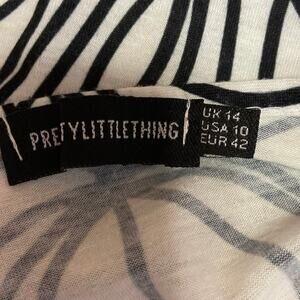 PRETTYLITTLETHING
UK 14
USA 10
EUR 42